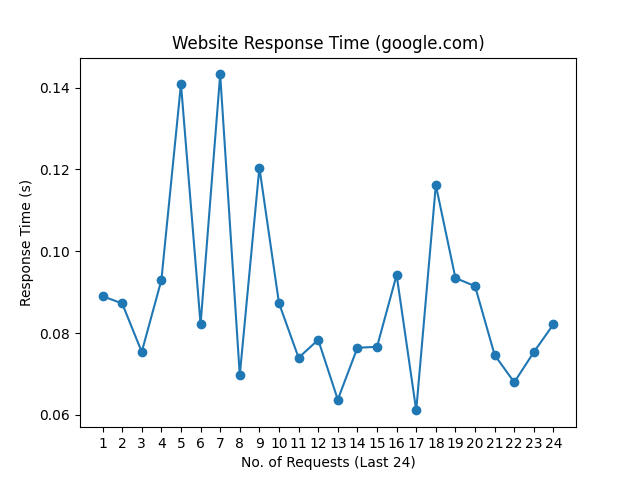 Website Response Time (google.com)
Response Time (s)
0.14
0.12
0.10
0.08
0.06
1 2 3 4 5 6 7 8 9 10 11 12 13 14 15 16 17 18 19 20 21 22 23 24
No. of Requests (Last 24)